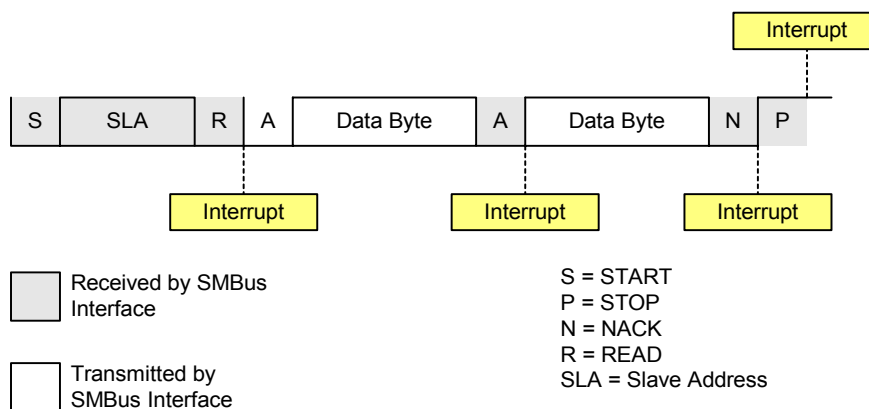 Interrupt
S SLA R A Data Byte A Data Byte N P
Interrupt Interrupt Interrupt
Received by SMBus
Interface
Transmitted by
SMBus Interface
S = START
P = STOP
N = NACK
R = READ
SLA = Slave Address